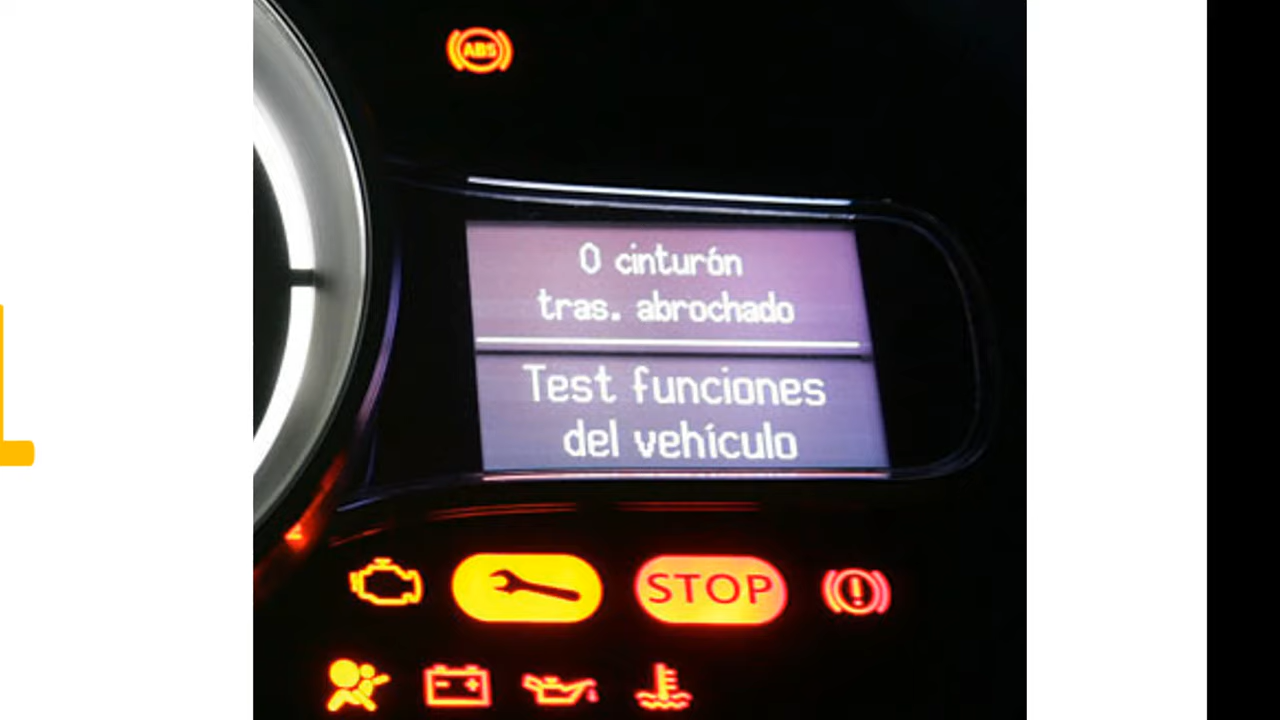 ABS
0 cinturón
tras. abrochado
Test funciones
del vehículo
STOP